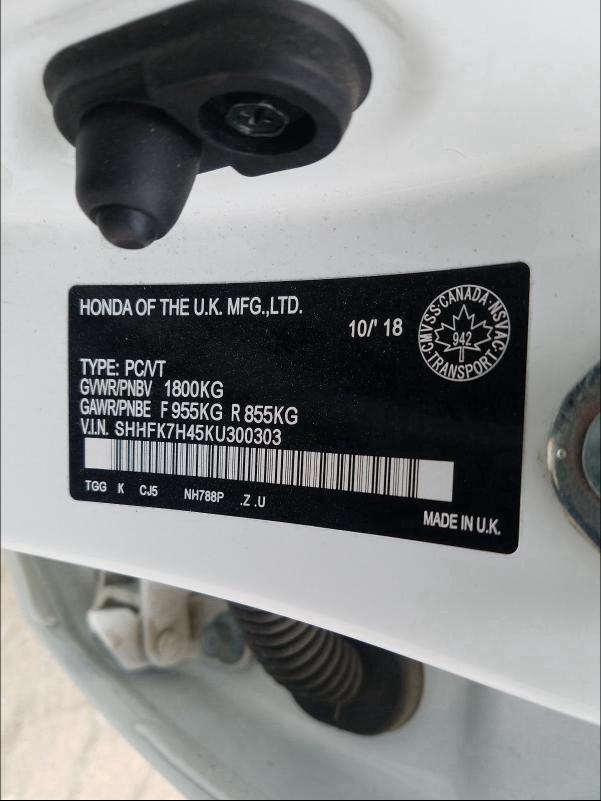 HONDA OF THE U.K. MFG.,LTD.
10/' 18
CMVSS·CANADA·NSVAC
942
·TRANSPORT·
TYPE: PC/VT
GVWR/PNBV 1800KG
GAWR/PNBE F 955KG R 855KG
V.I.N. SHHFK7H45KU300303
TGG K CJ5 NH788P .Z .U
MADE IN U.K.